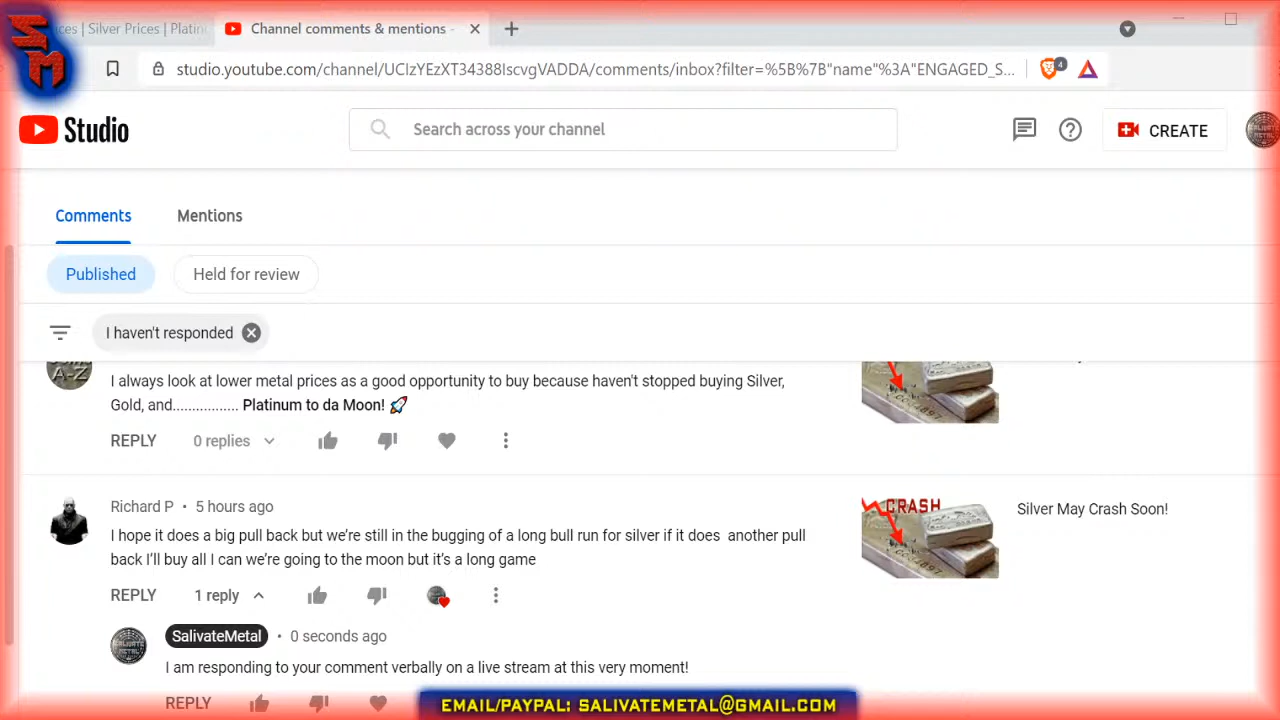 SM
ices | Silver Prices | Platin
Channel comments & mentions -
studio.youtube.com/channel/UCIzYEzXT34388IscvgVADDA/comments/inbox?filter=%5B%7B"name"%3A"ENGAGED_S...
4
Studio
Search across your channel
CREATE
Comments
Mentions
Published
Held for review
I haven't responded
A-Z
I always look at lower metal prices as a good opportunity to buy because haven't stopped buying Silver,
Gold, and................. Platinum to da Moon! 🚀
REPLY
0 replies
Richard P • 5 hours ago
I hope it does a big pull back but we're still in the bugging of a long bull run for silver if it does another pull
back I'll buy all I can we're going to the moon but it's a long game
CRASH
Silver May Crash Soon!
REPLY
1 reply
SalivateMetal • 0 seconds ago
I am responding to your comment verbally on a live stream at this very moment!
REPLY
EMAIL/PAYPAL: SALIVATEMETAL@GMAIL.COM